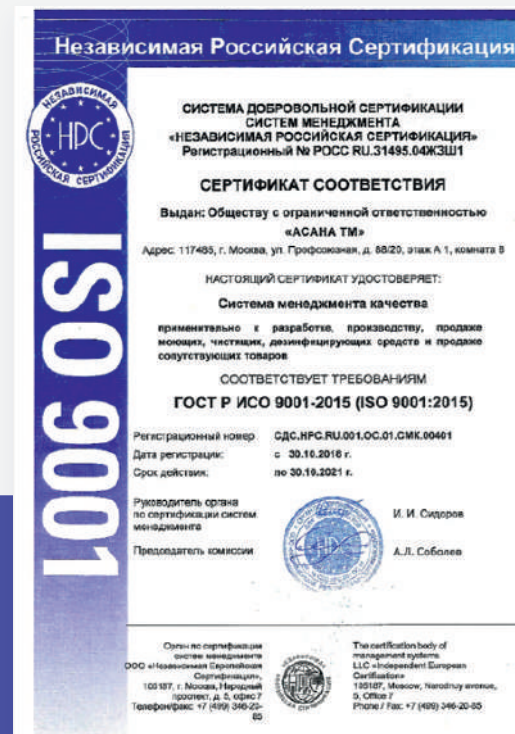 Независимая Российская Сертификация
НЕЗАВИСИМАЯ
НРС
РОССИЙСКАЯ СЕРТИФИКАЦИЯ
ISO 9001
СИСТЕМА ДОБРОВОЛЬНОЙ СЕРТИФИКАЦИИ
СИСТЕМ МЕНЕДЖМЕНТА
«НЕЗАВИСИМАЯ РОССИЙСКАЯ СЕРТИФИКАЦИЯ»
Регистрационный № РОСС RU.31495.04ЖЗШ1
СЕРТИФИКАТ СООТВЕТСТВИЯ
Выдан: Обществу с ограниченной ответственностью
«АСАНА ТМ»
Адрес: 117485, г. Москва, ул. Профсоюзная, д. 88/20, этаж А 1, комната 8
НАСТОЯЩИЙ СЕРТИФИКАТ УДОСТОВЕРЯЕТ:
Система менеджмента качества
применительно к разработке, производству, продаже
моющих, чистящих, дезинфицирующих средств и продаже
сопутствующих товаров
СООТВЕТСТВУЕТ ТРЕБОВАНИЯМ
ГОСТ Р ИСО 9001-2015 (ISO 9001:2015)
Регистрационный номер СДС.НРС.RU.001.ОС.01.СМК.00401
Дата регистрации: с 30.10.2018 г.
Срок действия: по 30.10.2021 г.
Руководитель органа
по сертификации систем
менеджмента
И. И. Сидоров
Председатель комиссии А.Л. Соболев
НРС
Орган по сертификации
систем менеджмента
ООО «Независимая Европейская
Сертификация»,
105187, г. Москва, Народный
проспект, д. 5, офис 7
Телефон/факс: +7 (499) 346-20-
85
The certification body of
management systems
LLC «Independent European
Certification»
105187, Moscow, Narodnuy avenue,
5, Office 7
Phone / Fax: +7 (499) 346-20-85